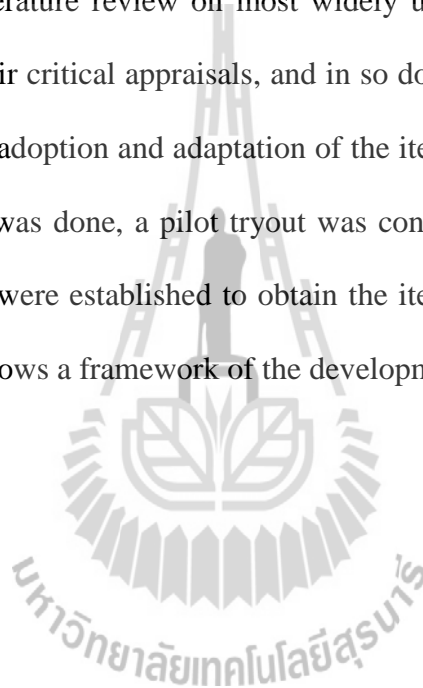 erature review on most widely u
ir critical appraisals, and in so do
adoption and adaptation of the ite
was done, a pilot tryout was con
were established to obtain the ite
ows a framework of the developm
มหาวิทยาลัยเทคโนโลยีสุรนารี